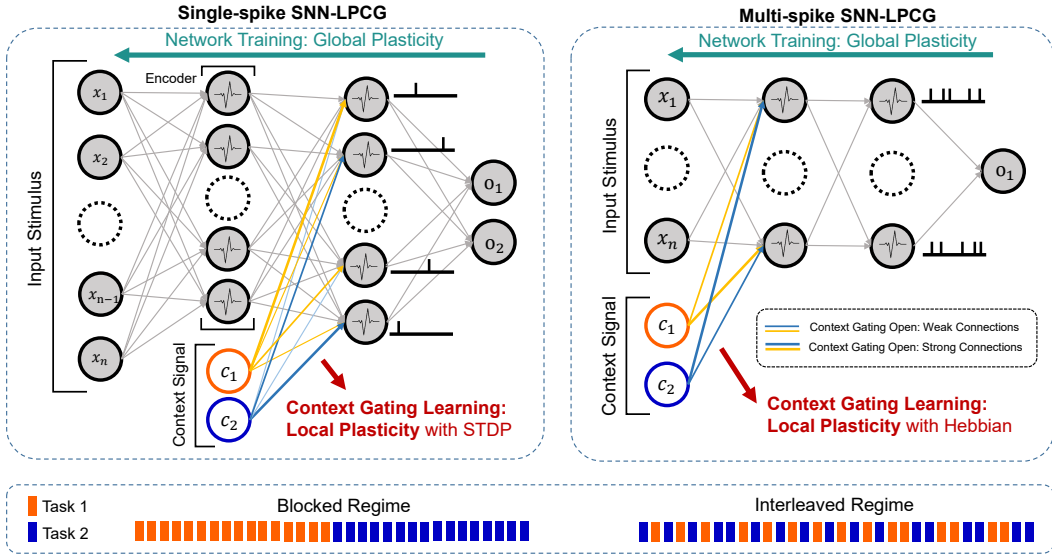 Single-spike SNN-LPCG
Network Training: Global Plasticity
Encoder
Input Stimulus
x₁
x₂
xₙ₋₁
xₙ
o₁
o₂
Context Signal
c₁
c₂
Context Gating Learning:
Local Plasticity with STDP
Multi-spike SNN-LPCG
Network Training: Global Plasticity
Input Stimulus
x₁
xₙ
o₁
Context Signal
c₁
c₂
Context Gating Open: Weak Connections
Context Gating Open: Strong Connections
Context Gating Learning:
Local Plasticity with Hebbian
Task 1
Task 2
Blocked Regime
Interleaved Regime